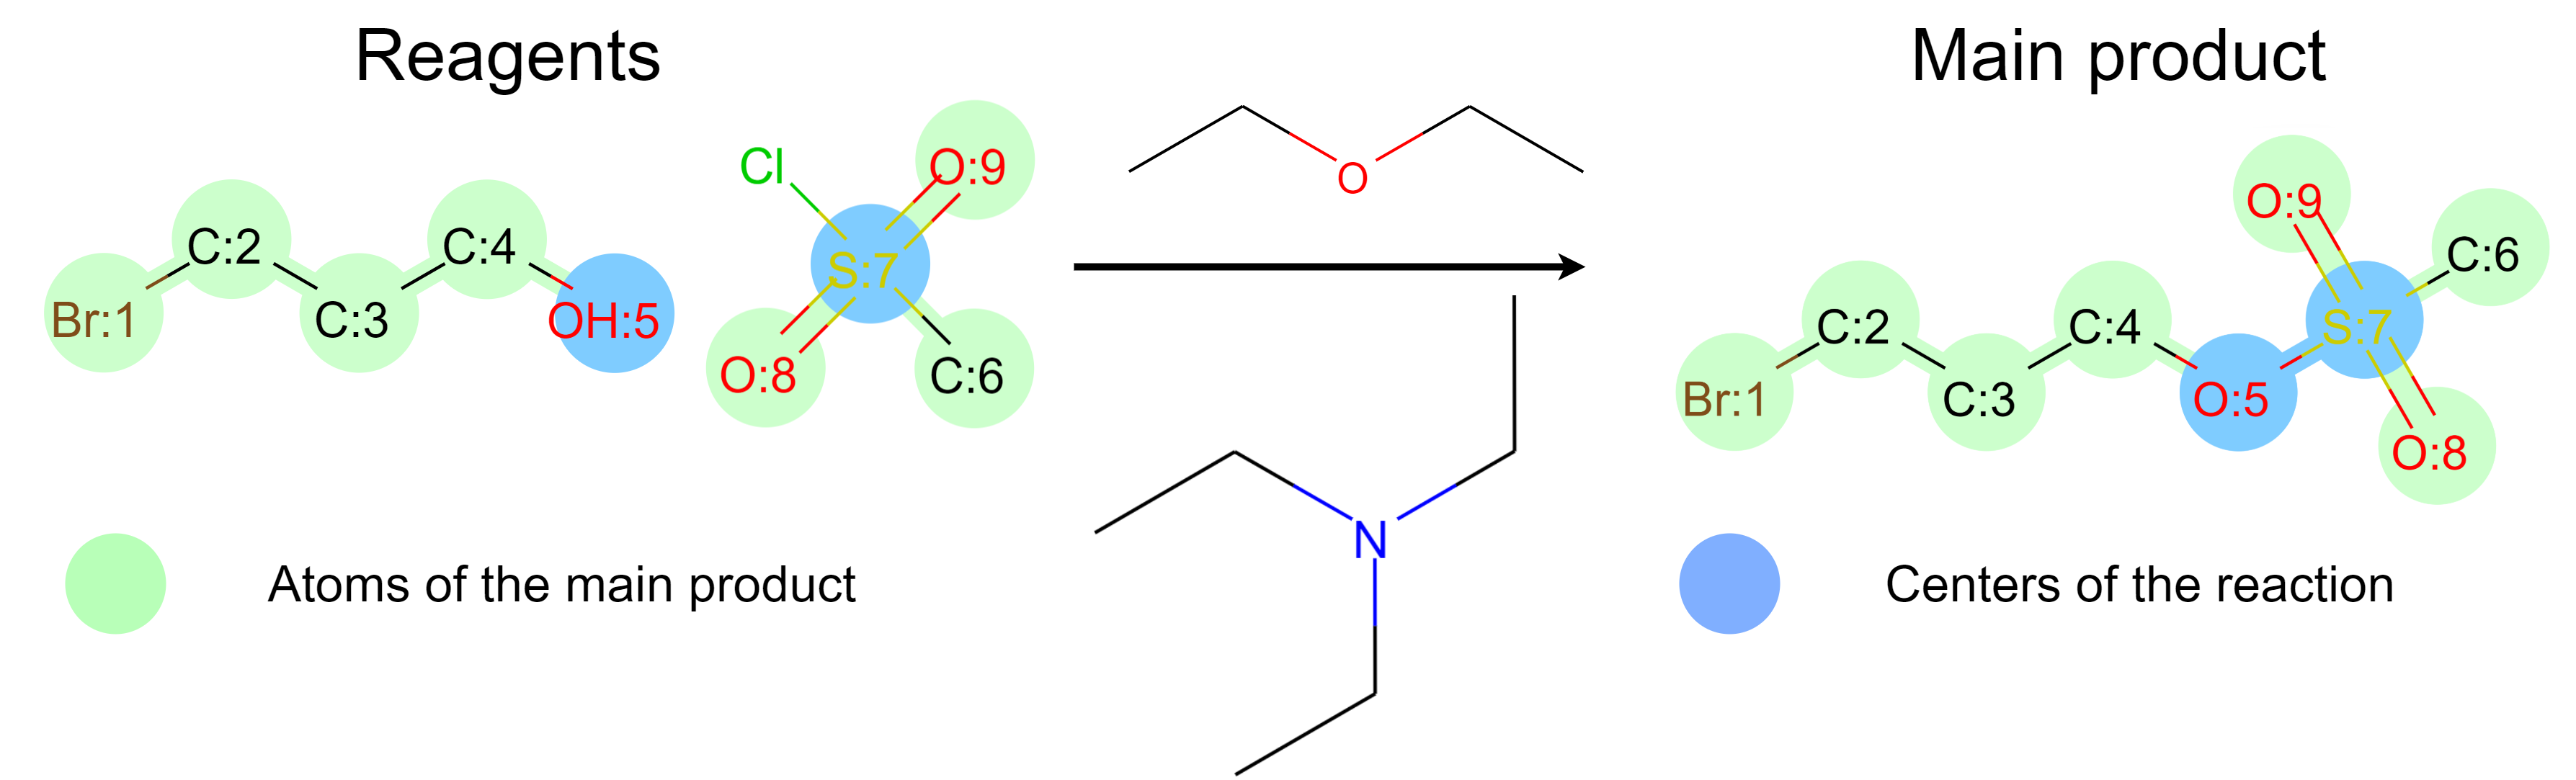 Reagents
Main product
Br:1
C:2
C:3
C:4
OH:5
Cl
O:9
S:7
O:8
C:6
O
N
Br:1
C:2
C:3
C:4
O:5
O:9
S:7
C:6
O:8
Atoms of the main product
Centers of the reaction